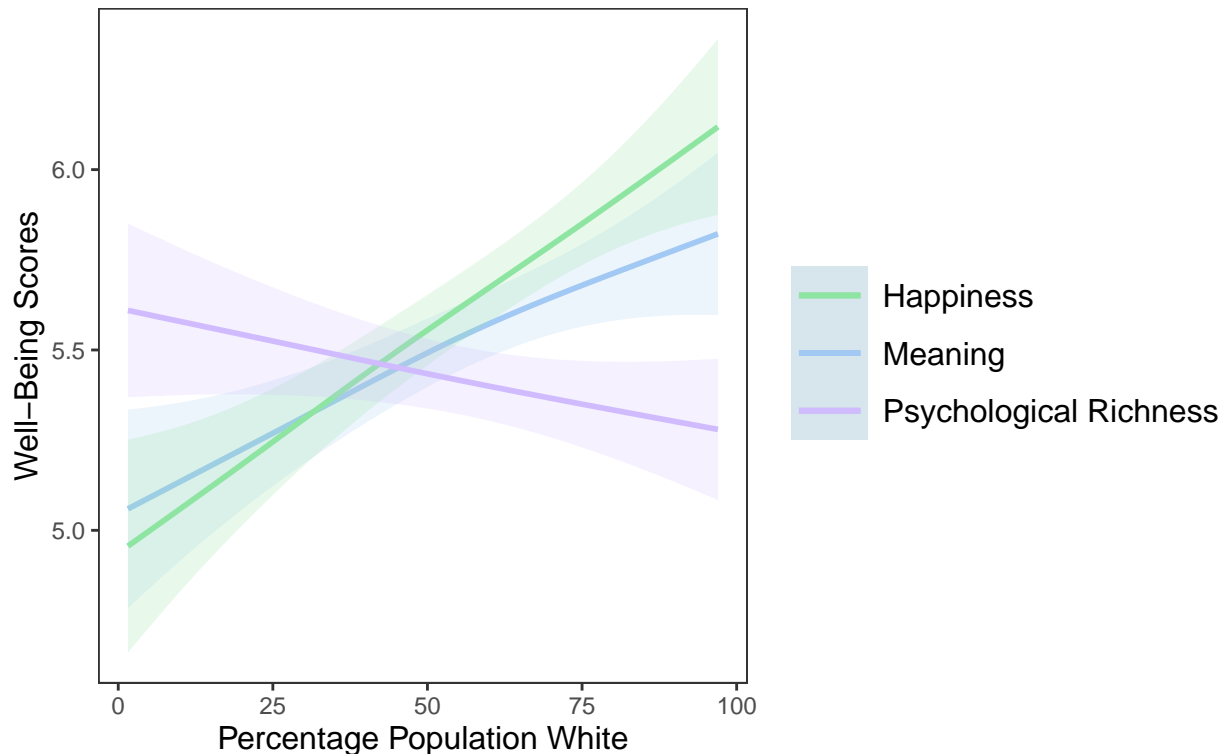 6.0
5.5
5.0
Well−Being Scores
0 25 50 75 100
Percentage Population White
Happiness
Meaning
Psychological Richness